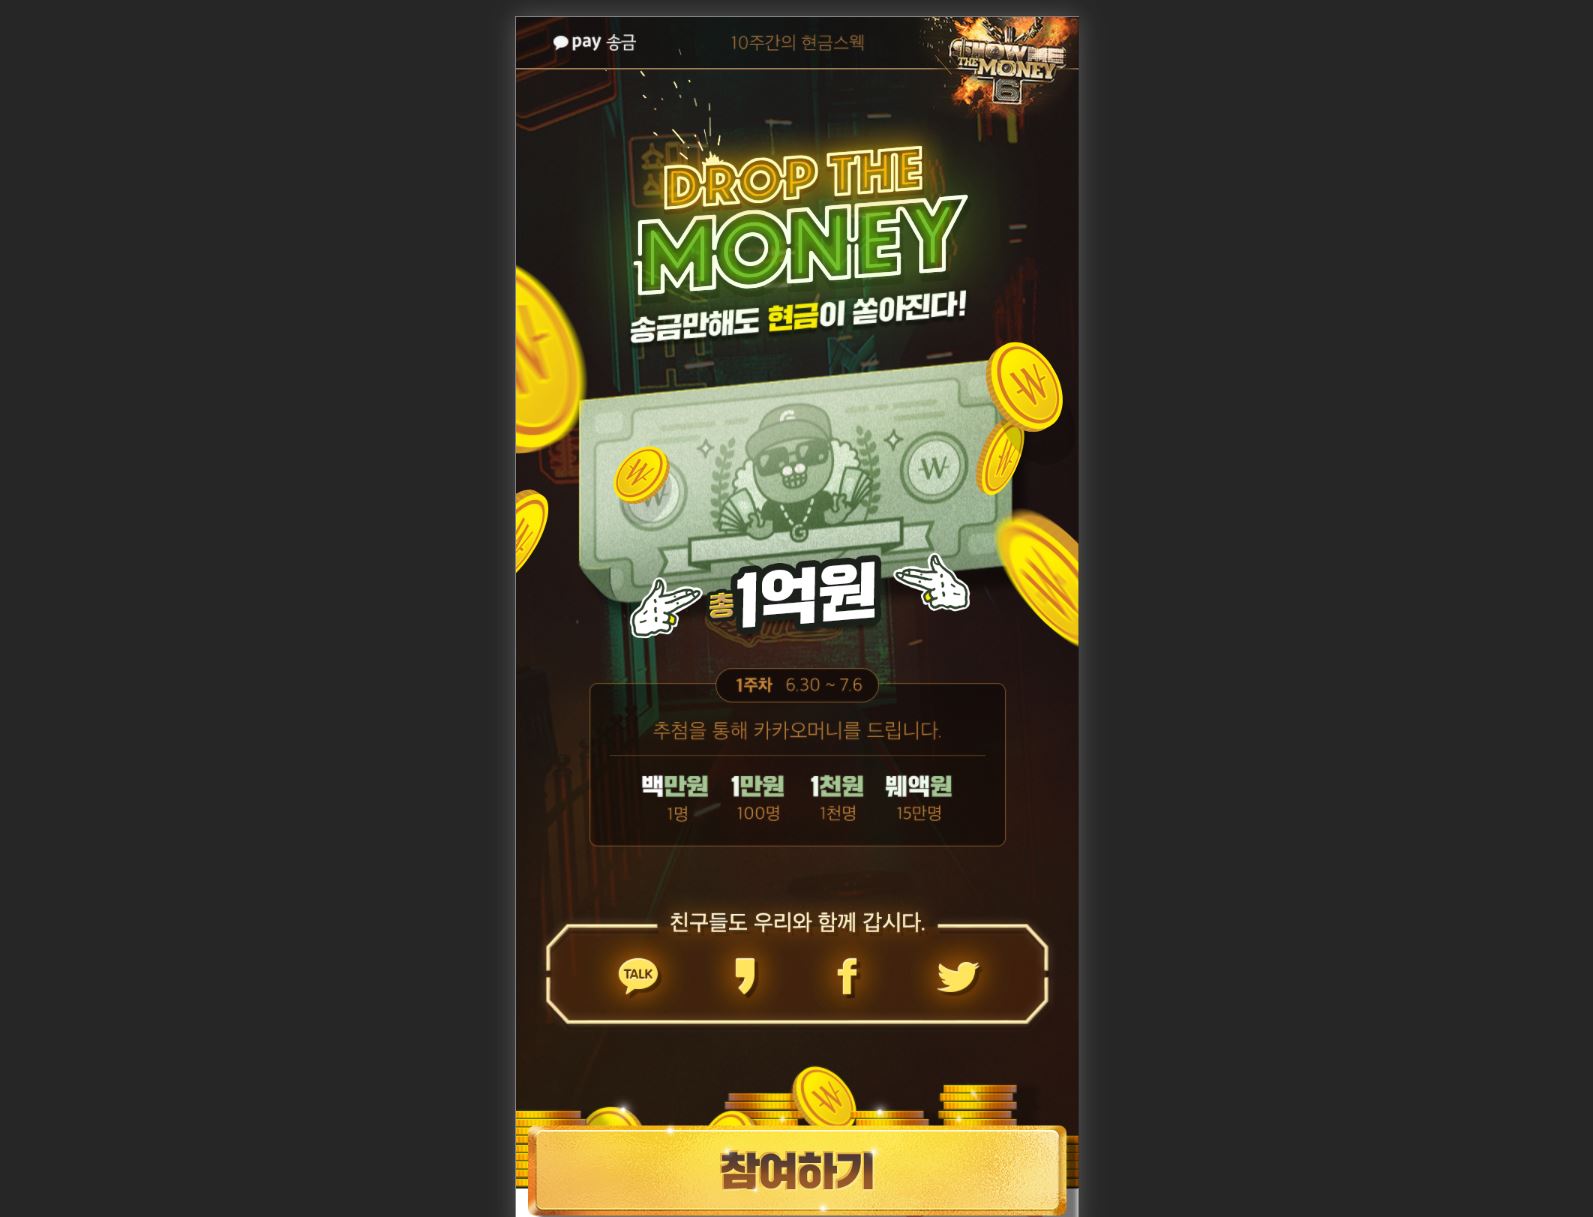 pay 송금
10주간의 현금스웩
SHOW ME
THE MONEY
6
DROP THE
MONEY
송금만해도 현금이 쏟아진다!
총 1억원
1주차 6.30 ~ 7.6
추첨을 통해 카카오머니를 드립니다.
백만원 1만원 1천원 뷐액원
1명 100명 1천명 15만명
친구들도 우리와 함께 갑시다.
TALK
참여하기